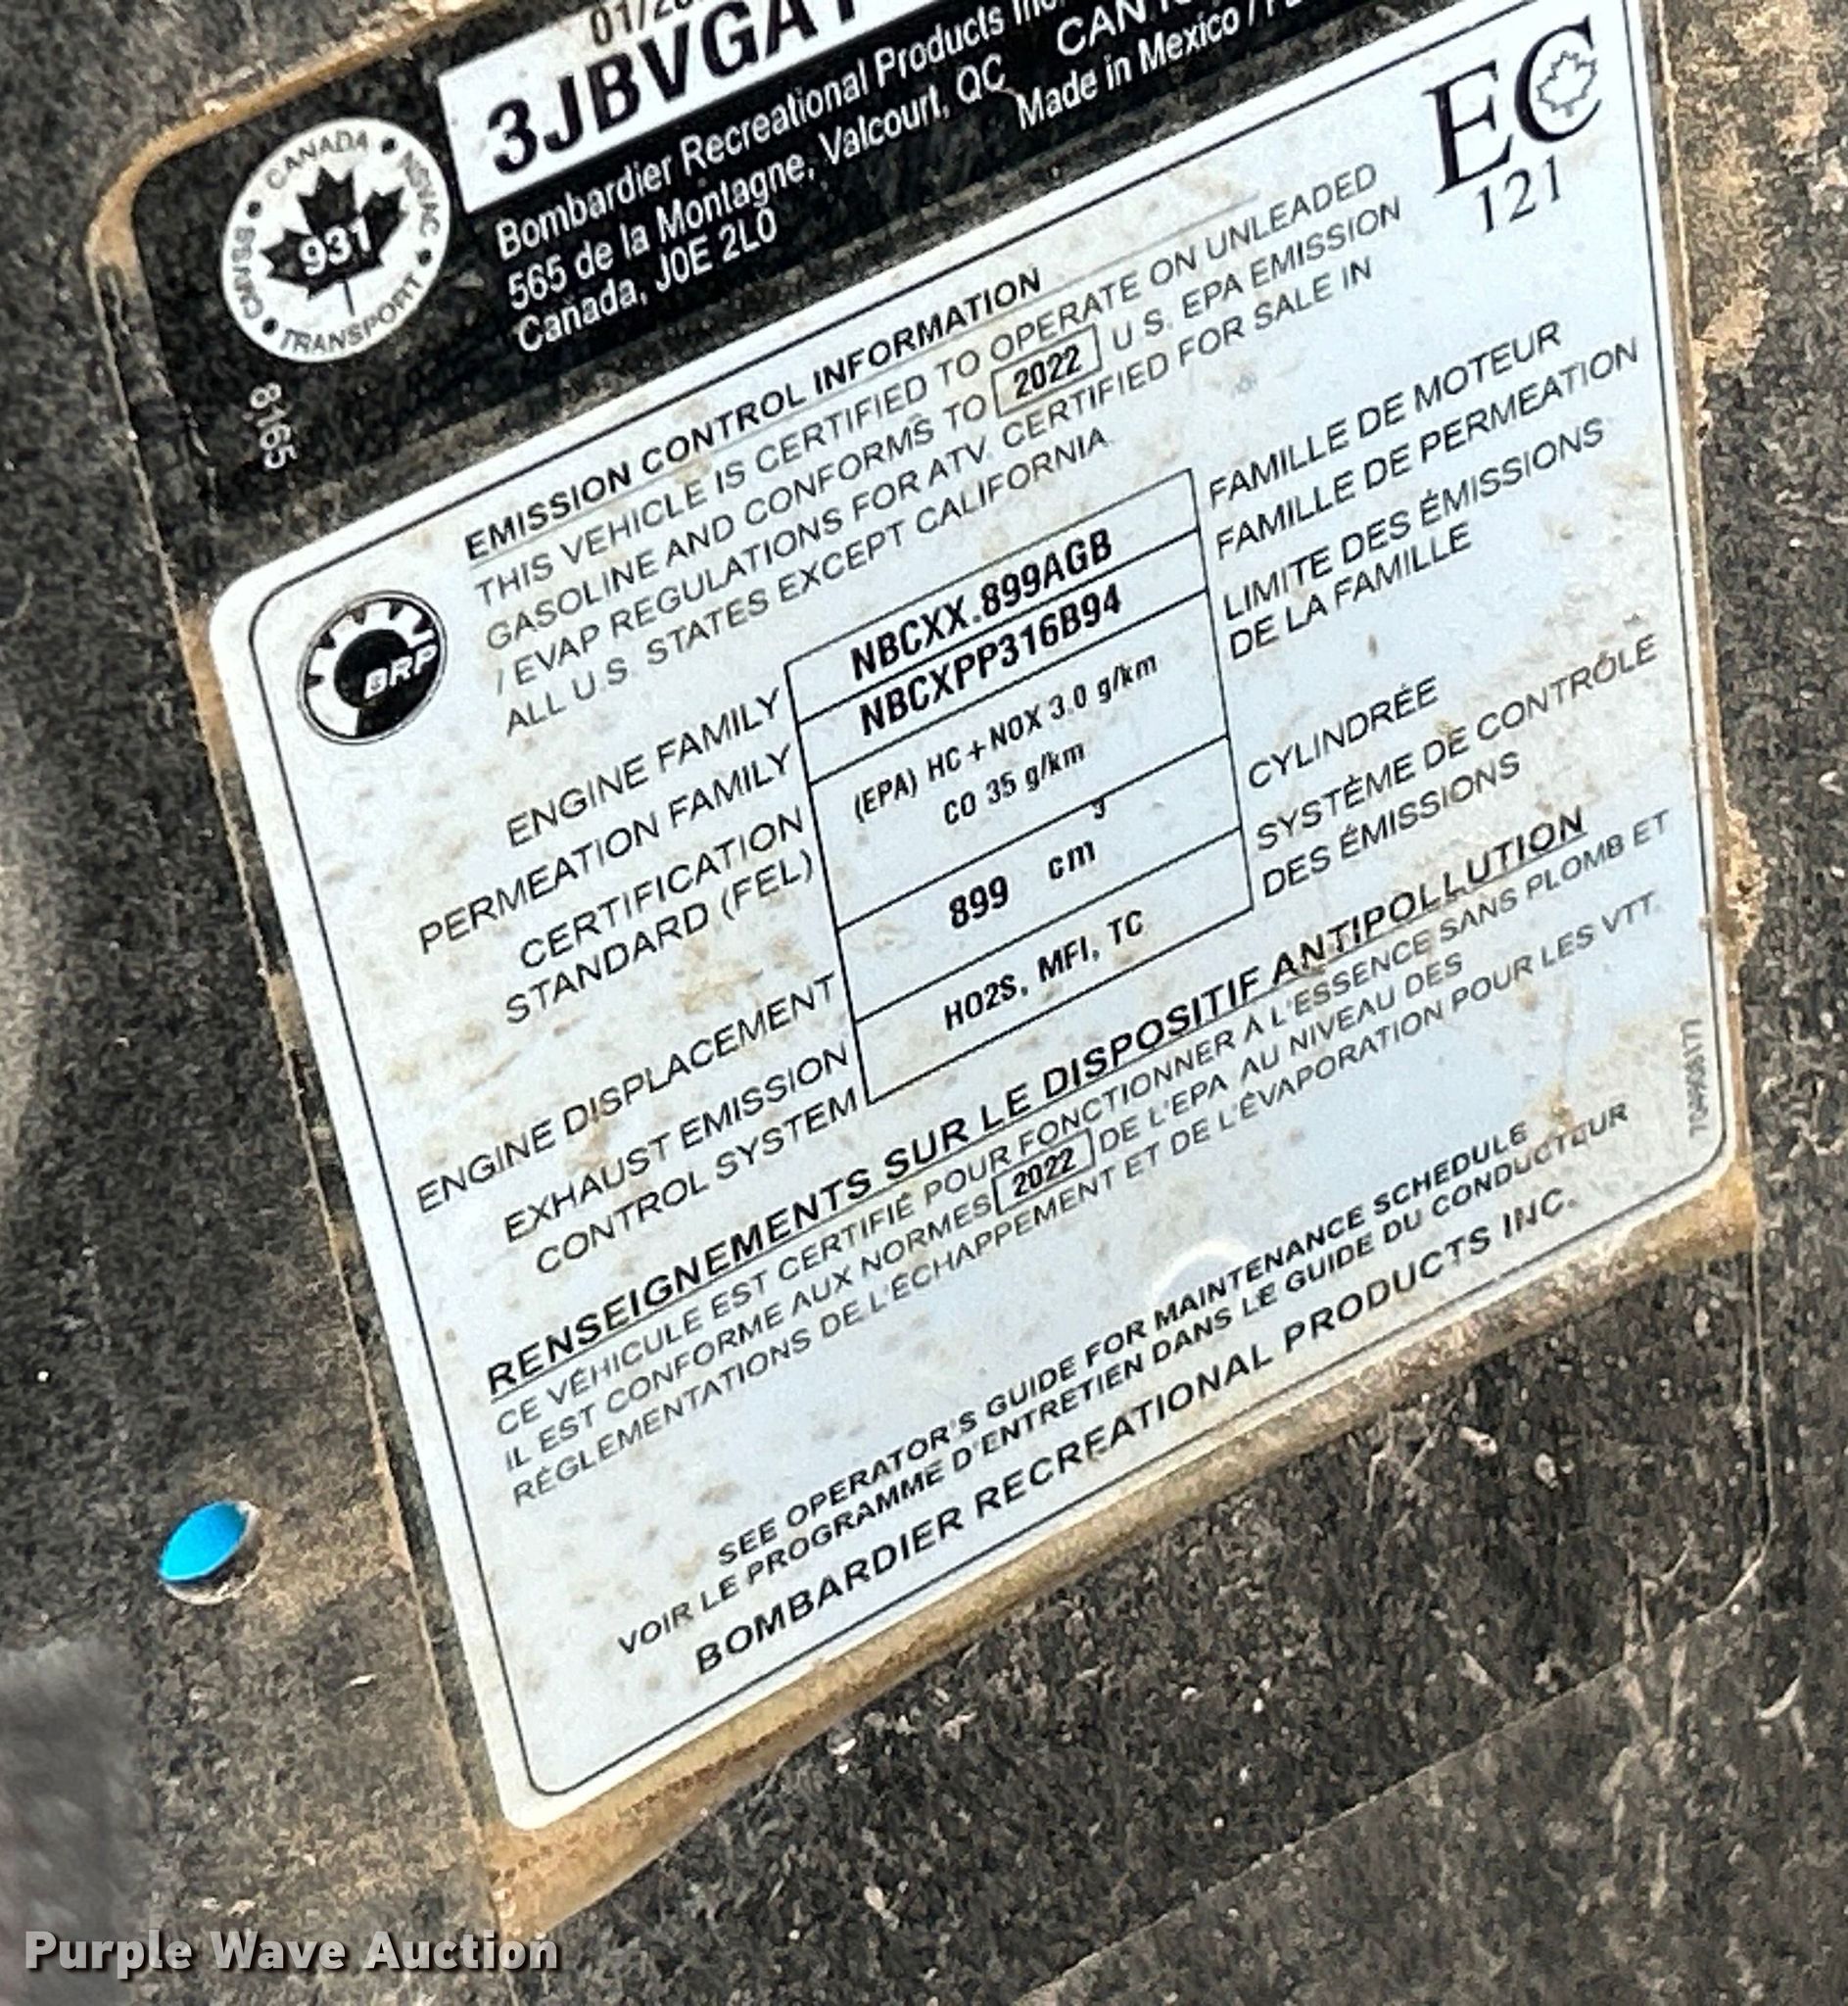 3JBVGA
Bombardier Recreational Products Inc.
565 de la Montagne, Valcourt, QC
Canada, J0E 2L0
Made in Mexico /
CANADA • NSVAC • TRANSPORT • CMVSS •
931
8165
EC
121
EMISSION CONTROL INFORMATION
THIS VEHICLE IS CERTIFIED TO OPERATE ON UNLEADED
GASOLINE AND CONFORMS TO 2022 U.S. EPA EMISSION
/ EVAP REGULATIONS FOR ATV. CERTIFIED FOR SALE IN
ALL U.S. STATES EXCEPT CALIFORNIA
BRP
ENGINE FAMILY NBCXX.899AGB FAMILLE DE MOTEUR
PERMEATION FAMILY NBCXPP316B94 FAMILLE DE PERMEATION
CERTIFICATION (EPA) HC + NOX 3.0 g/km LIMITE DES ÉMISSIONS
STANDARD (FEL) CO 35 g/km DE LA FAMILLE
ENGINE DISPLACEMENT 899 cm³ CYLINDRÉE
EXHAUST EMISSION HO2S, MFI, TC SYSTÈME DE CONTRÔLE
CONTROL SYSTEM DES ÉMISSIONS
RENSEIGNEMENTS SUR LE DISPOSITIF ANTIPOLLUTION
CE VÉHICULE EST CERTIFIÉ POUR FONCTIONNER À L'ESSENCE SANS PLOMB ET
IL EST CONFORME AUX NORMES 2022 DE L'EPA AU NIVEAU DES
RÉGLEMENTATIONS DE L'ECHAPPEMENT ET DE L'ÉVAPORATION POUR LES VTT.
SEE OPERATOR'S GUIDE FOR MAINTENANCE SCHEDULE
VOIR LE PROGRAMME D'ENTRETIEN DANS LE GUIDE DU CONDUCTEUR
BOMBARDIER RECREATIONAL PRODUCTS INC.
Purple Wave Auction